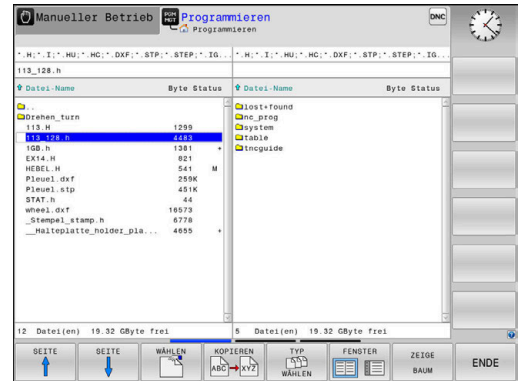 Manueller Betrieb
PGM MGT
Programmieren
Programmieren
DNC
*.H;*.I;*.HU;*.HC;*.DXF;*.STP;*.STEP;*.IG...
*.H;*.I;*.HU;*.HC;*.DXF;*.STP;*.STEP;*.IG...
113_128.h
Datei-Name Byte Status
Datei-Name Byte Status
..
Drehen_turn
113.H 1299
113_128.h 4483
1GB.h 1381 +
EX14.H 821
HEBEL.H 541 M
Pleuel.dxf 259K
Pleuel.stp 451K
STAT.h 44
wheel.dxf 16573
_Stempel_stamp.h 6778
__Halteplatte_holder_pla... 4655 +
lost+found
nc_prog
system
table
tncguide
12 Datei(en) 19.32 GByte frei
5 Datei(en) 19.32 GByte frei
SEITE
SEITE
WÄHLEN
KOPIEREN
ABC XYZ
TYP
WÄHLEN
FENSTER
ZEIGE
BAUM
ENDE